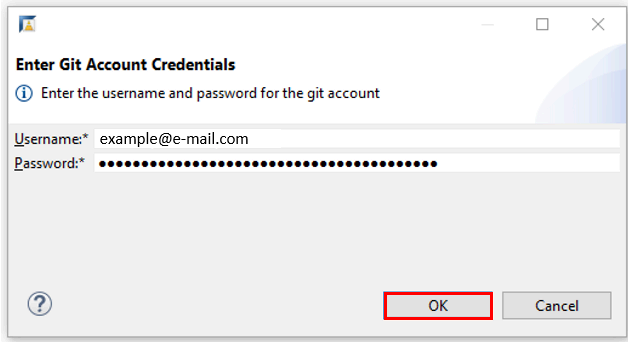 Enter Git Account Credentials
Enter the username and password for the git account
Username:* example@e-mail.com
Password:* ••••••••••••••••••••••••••••••••••••••••
? OK Cancel